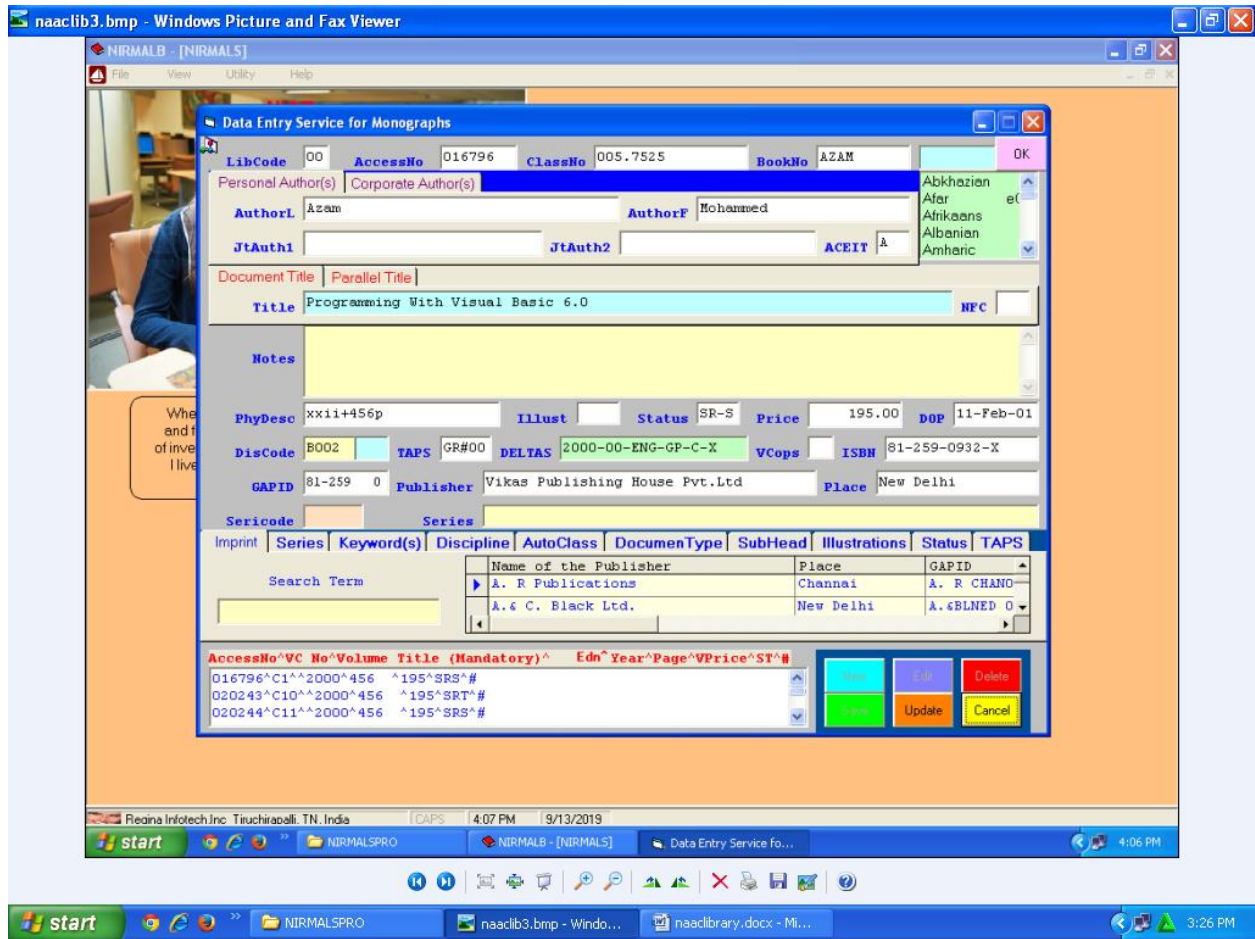 naaclib3.bmp - Windows Picture and Fax Viewer
NIRMALB - [NIRMALS]
File View Utility Help
Data Entry Service for Monographs
LibCode 00 AccessNo 016796 ClassNo 005.7525 BookNo AZAM OK
Personal Author(s) Corporate Author(s)
Abkhazian
Afar
Afrikaans
Albanian
Amharic
AuthorL Azam AuthorF Mohammed
JtAuth1 JtAuth2 ACEIT A
Document Title Parallel Title
Title Programming With Visual Basic 6.0 NFC
Notes
Whe
and f
of inve
I live
PhyDesc xxii+456p Illust Status SR-S Price 195.00 DOP 11-Feb-01
DisCode B002 TAPS GR#00 DELTAS 2000-00-ENG-GP-C-X VCops ISBN 81-259-0932-X
GAPID 81-259 0 Publisher Vikas Publishing House Pvt.Ltd Place New Delhi
Sericode Series
Imprint Series Keyword(s) Discipline AutoClass DocumenType SubHead Illustrations Status TAPS
Search Term
Name of the Publisher Place GAPID
A. R Publications Channai A. R CHANO
A.& C. Black Ltd. New Delhi A.&BLNED O
AccessNo^VC No^Volume Title (Mandatory)^ Edn^Year^Page^VPrice^ST^#
016796^C1^^2000^456 ^195^SRS^#
020243^C10^^2000^456 ^195^SRT^#
020244^C11^^2000^456 ^195^SRS^#
New Edit Delete
Save Update Cancel
Regina Infotech.Inc Tiruchirapalli. TN. India CAPS 4:07 PM 9/13/2019
start NIRMALSPRO NIRMALB - [NIRMALS] Data Entry Service fo... 4:06 PM
start NIRMALSPRO naaclib3.bmp - Windo... naaclibrary.docx - Mi... 3:26 PM